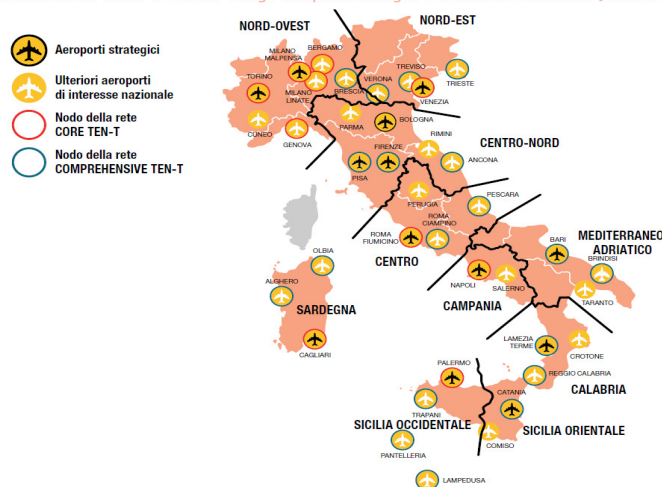 NORD-OVEST
NORD-EST
Aeroporti strategici
Ulteriori aeroporti
di interesse nazionale
Nodo della rete
CORE TEN-T
Nodo della rete
COMPREHENSIVE TEN-T
MILANO
MALPENSA
BERGAMO
TORINO
MILANO
LINATE
BRESCIA
VERONA
TREVISO
VENEZIA
TRIESTE
CUNEO
GENOVA
PARMA
BOLOGNA
RIMINI
CENTRO-NORD
FIRENZE
PISA
ANCONA
PERUGIA
PESCARA
ROMA
FIUMICINO
ROMA
CIAMPINO
CENTRO
MEDITERRANEO
ADRIATICO
BARI
BRINDISI
OLBIA
ALGHERO
SARDEGNA
CAGLIARI
NAPOLI
SALERNO
TARANTO
CAMPANIA
LAMEZIA
TERME
CROTONE
REGGIO CALABRIA
CALABRIA
PALERMO
CATANIA
TRAPANI
SICILIA OCCIDENTALE
SICILIA ORIENTALE
COMISO
PANTELLERIA
LAMPEDUSA